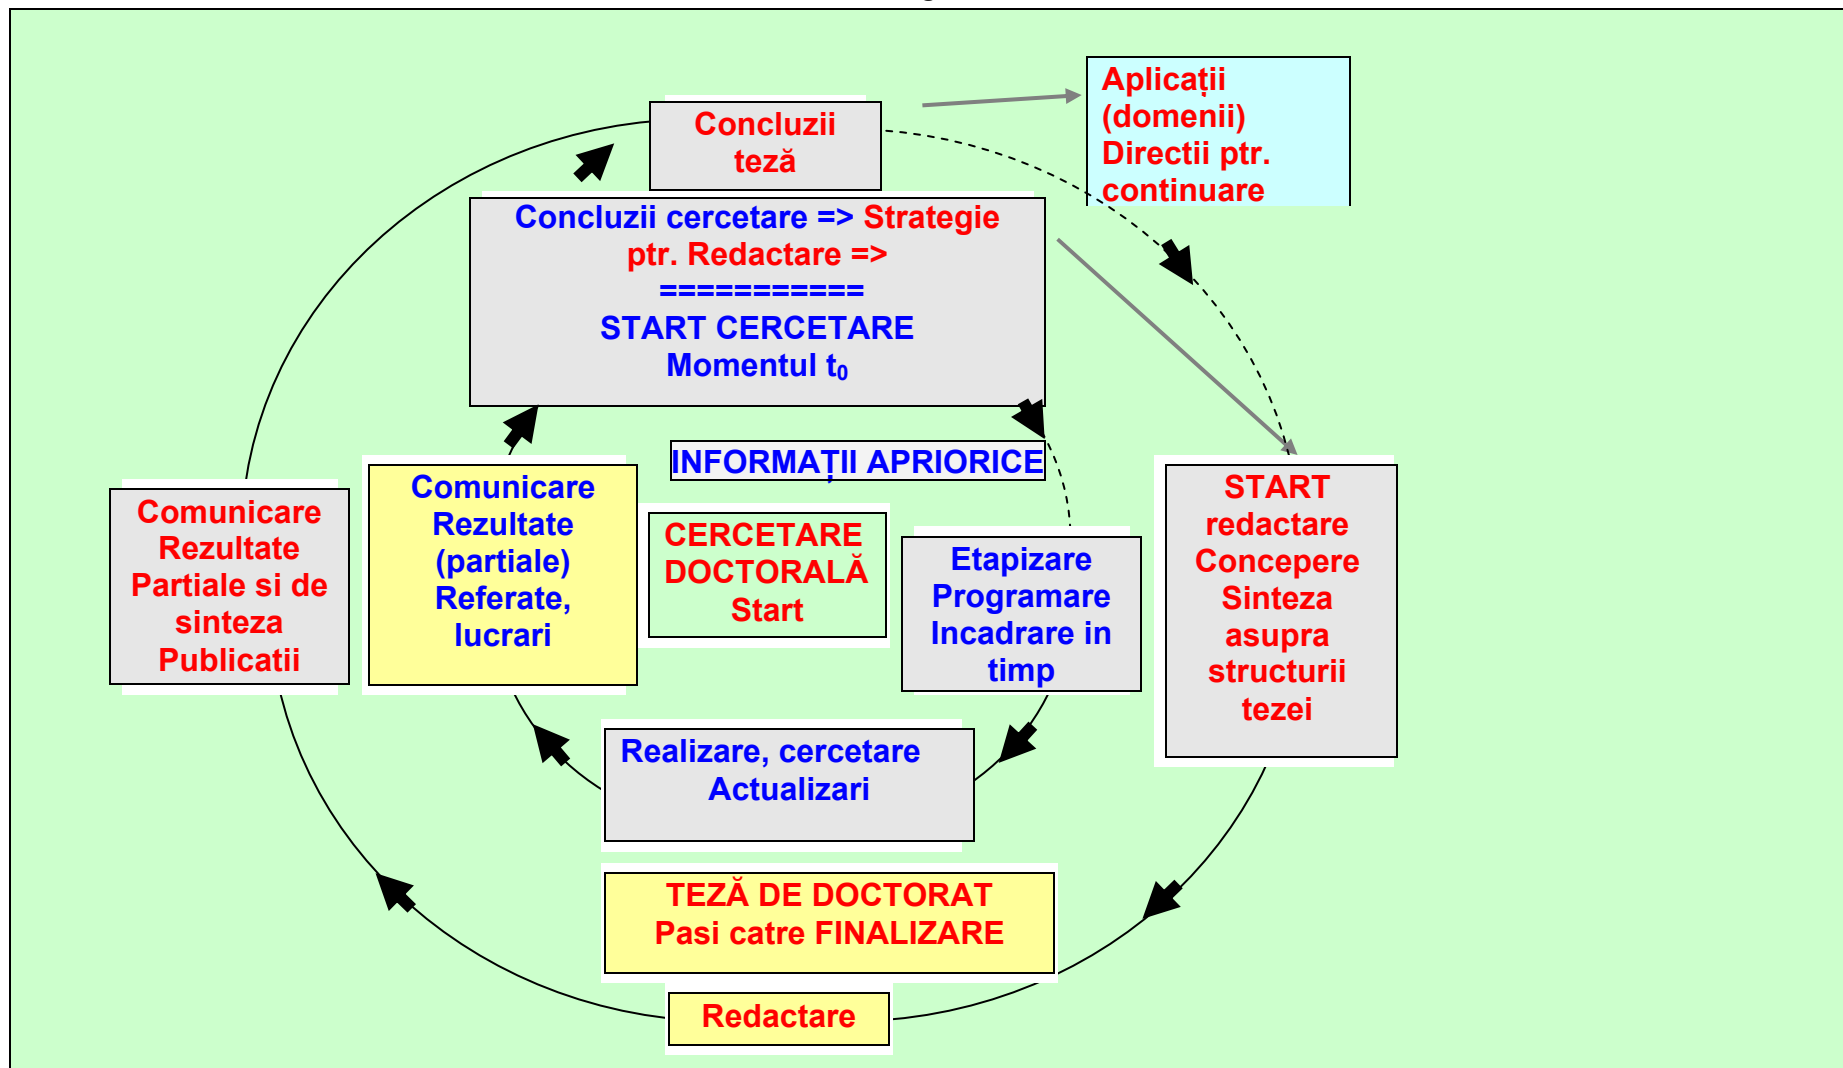 Concluzii
teză
Aplicații
(domenii)
Directii ptr.
continuare
Concluzii cercetare => Strategie
ptr. Redactare =>
===========
START CERCETARE
Momentul t₀
INFORMAȚII APRIORICE
Comunicare
Rezultate
Partiale si de
sinteza
Publicatii
Comunicare
Rezultate
(partiale)
Referate,
lucrari
CERCETARE
DOCTORALĂ
Start
Etapizare
Programare
Incadrare in
timp
START
redactare
Concepere
Sinteza
asupra
structurii
tezei
Realizare, cercetare
Actualizari
TEZĂ DE DOCTORAT
Pasi catre FINALIZARE
Redactare